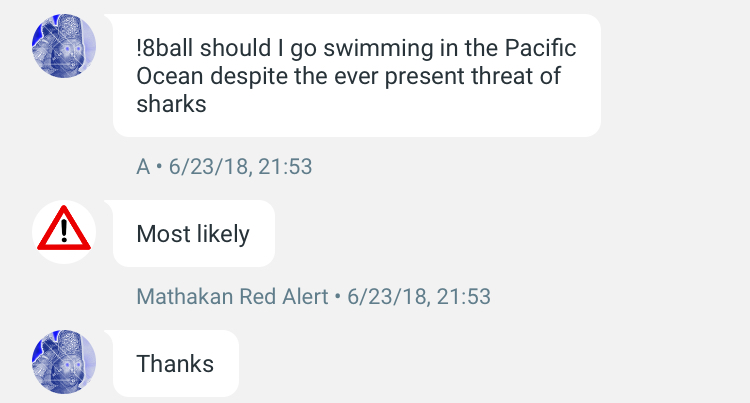 !8ball should I go swimming in the Pacific
Ocean despite the ever present threat of
sharks
A • 6/23/18, 21:53
!
Most likely
Mathakan Red Alert • 6/23/18, 21:53
Thanks